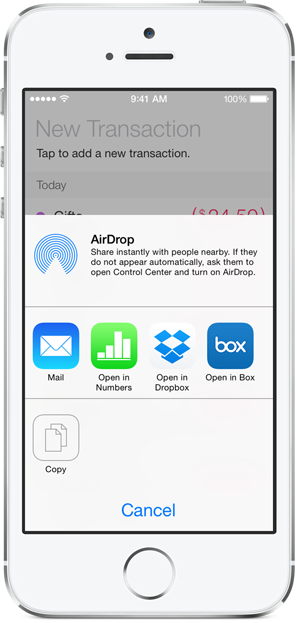 9:41 AM 100%
New Transaction
Tap to add a new transaction.
Today
Gifts ($24.50)
AirDrop
Share instantly with people nearby. If they
do not appear automatically, ask them to
open Control Center and turn on AirDrop.
box
Mail Open in Numbers Open in Dropbox Open in Box
Copy
Cancel